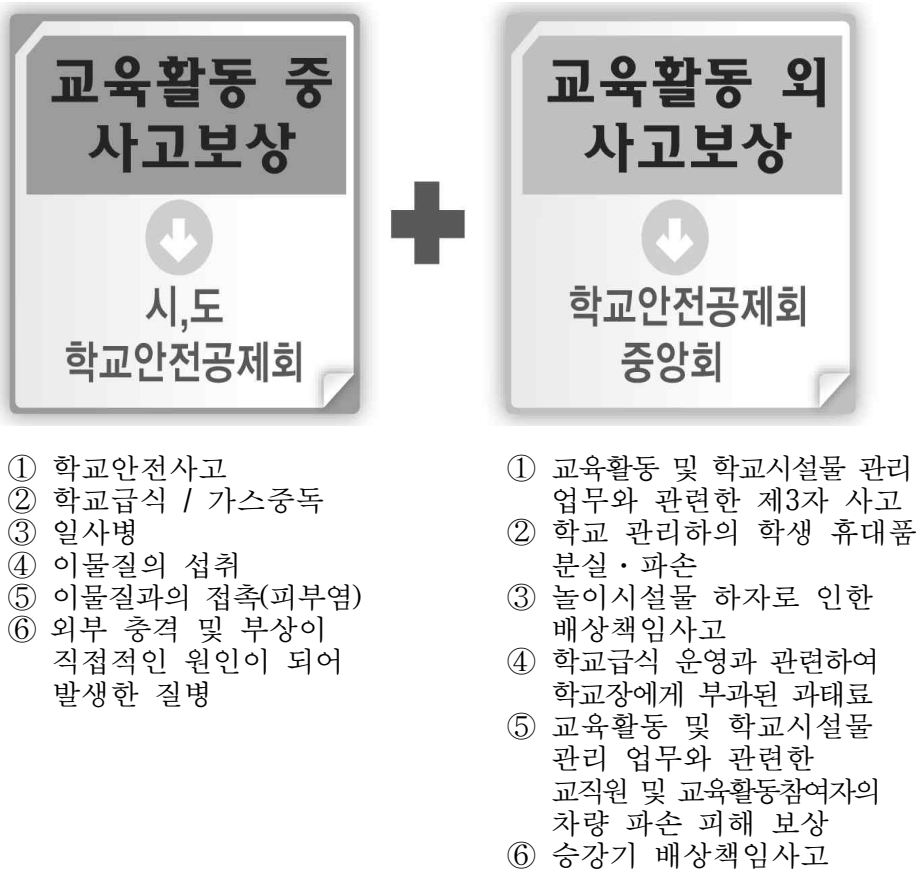 교육활동 중
사고보상
시,도
학교안전공제회
교육활동 외
사고보상
학교안전공제회
중앙회
① 학교안전사고
② 학교급식 / 가스중독
③ 일사병
④ 이물질의 섭취
⑤ 이물질과의 접촉(피부염)
⑥ 외부 충격 및 부상이
직접적인 원인이 되어
발생한 질병
① 교육활동 및 학교시설물 관리
업무와 관련한 제3자 사고
② 학교 관리하의 학생 휴대품
분실・파손
③ 놀이시설물 하자로 인한
배상책임사고
④ 학교급식 운영과 관련하여
학교장에게 부과된 과태료
⑤ 교육활동 및 학교시설물
관리 업무와 관련한
교직원 및 교육활동참여자의
차량 파손 피해 보상
⑥ 승강기 배상책임사고